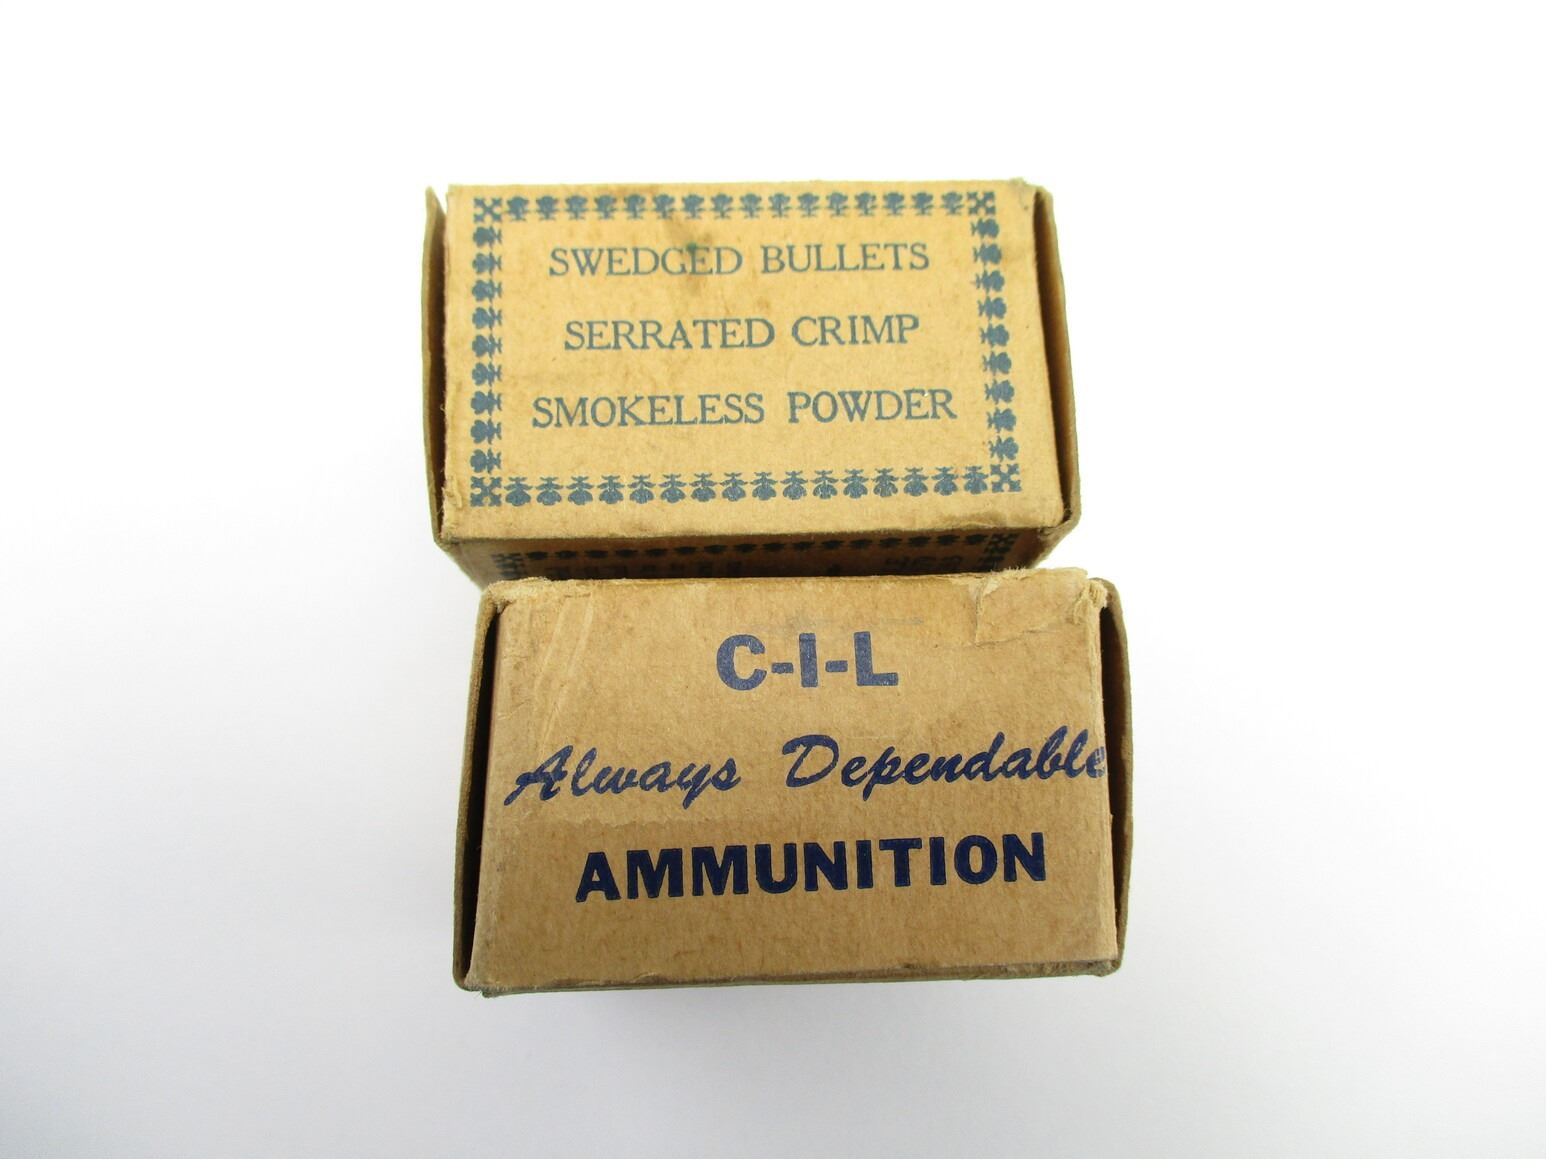 SWEDGED BULLETS
SERRATED CRIMP
SMOKELESS POWDER
C-I-L
Always Dependable
AMMUNITION